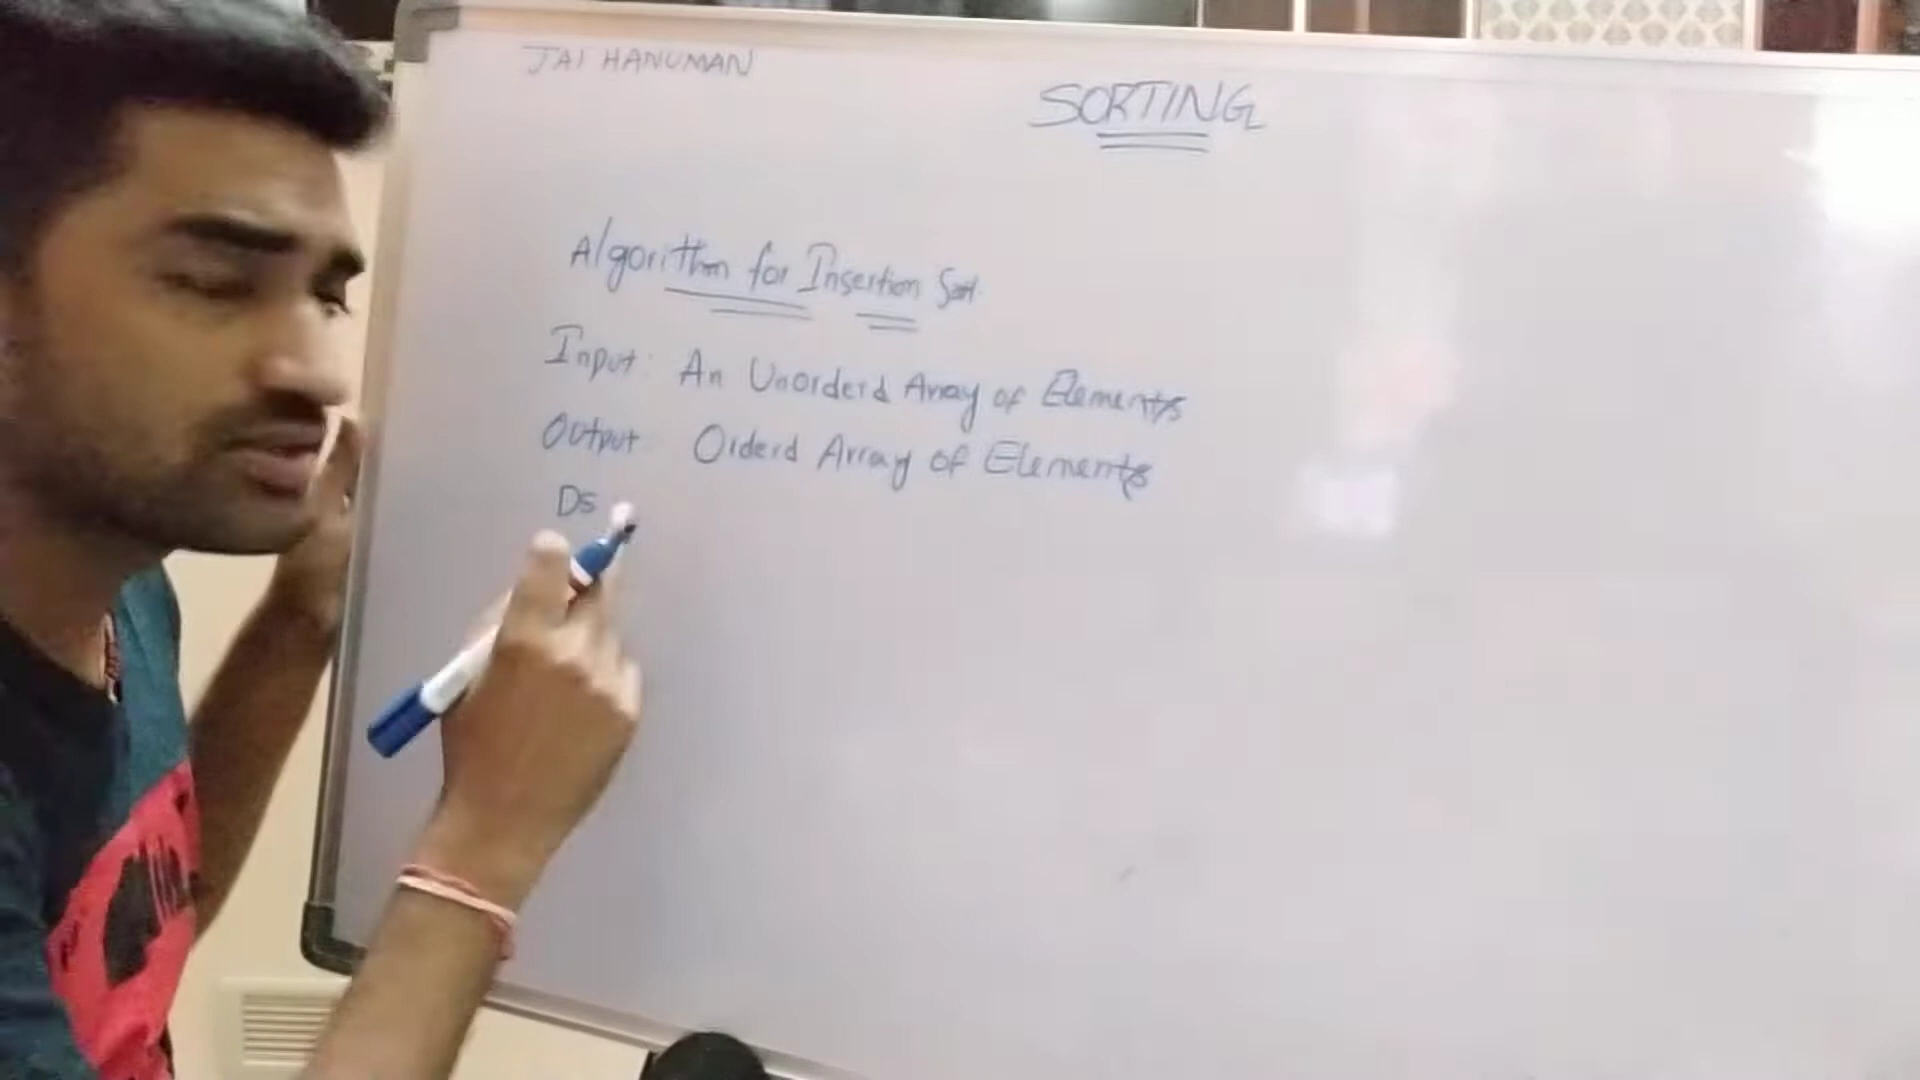 JAI HANUMAN
SORTING
Algorithm for Insertion Sort
Input: An Unorderd Array of Elements
Output: Orderd Array of Elements
DS